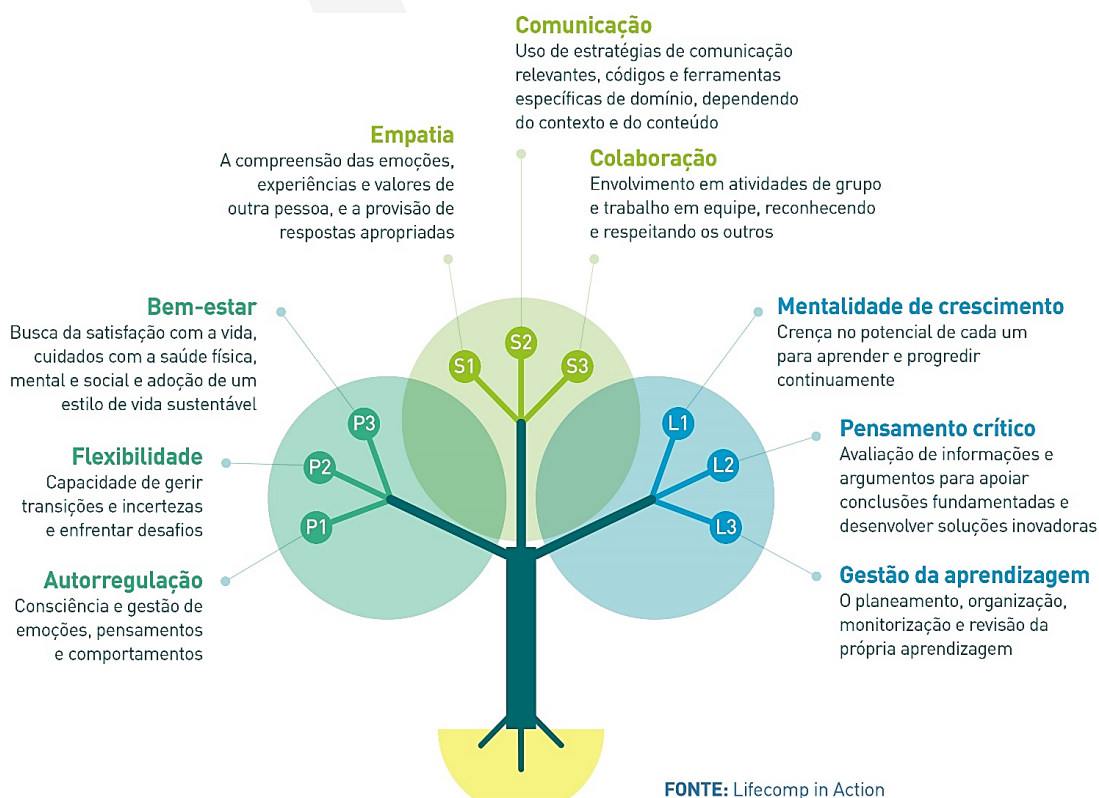 Comunicação
Uso de estratégias de comunicação
relevantes, códigos e ferramentas
específicas de domínio, dependendo
do contexto e do conteúdo
Empatia
A compreensão das emoções,
experiências e valores de
outra pessoa, e a provisão de
respostas apropriadas
Colaboração
Envolvimento em atividades de grupo
e trabalho em equipe, reconhecendo
e respeitando os outros
Bem-estar
Busca da satisfação com a vida,
cuidados com a saúde física,
mental e social e adoção de um
estilo de vida sustentável
Mentalidade de crescimento
Crença no potencial de cada um
para aprender e progredir
continuamente
S1
S2
S3
P3
P2
P1
L1
L2
L3
Flexibilidade
Capacidade de gerir
transições e incertezas
e enfrentar desafios
Pensamento crítico
Avaliação de informações e
argumentos para apoiar
conclusões fundamentadas e
desenvolver soluções inovadoras
Autorregulação
Consciência e gestão de
emoções, pensamentos
e comportamentos
Gestão da aprendizagem
O planeamento, organização,
monitorização e revisão da
própria aprendizagem
FONTE: Lifecomp in Action